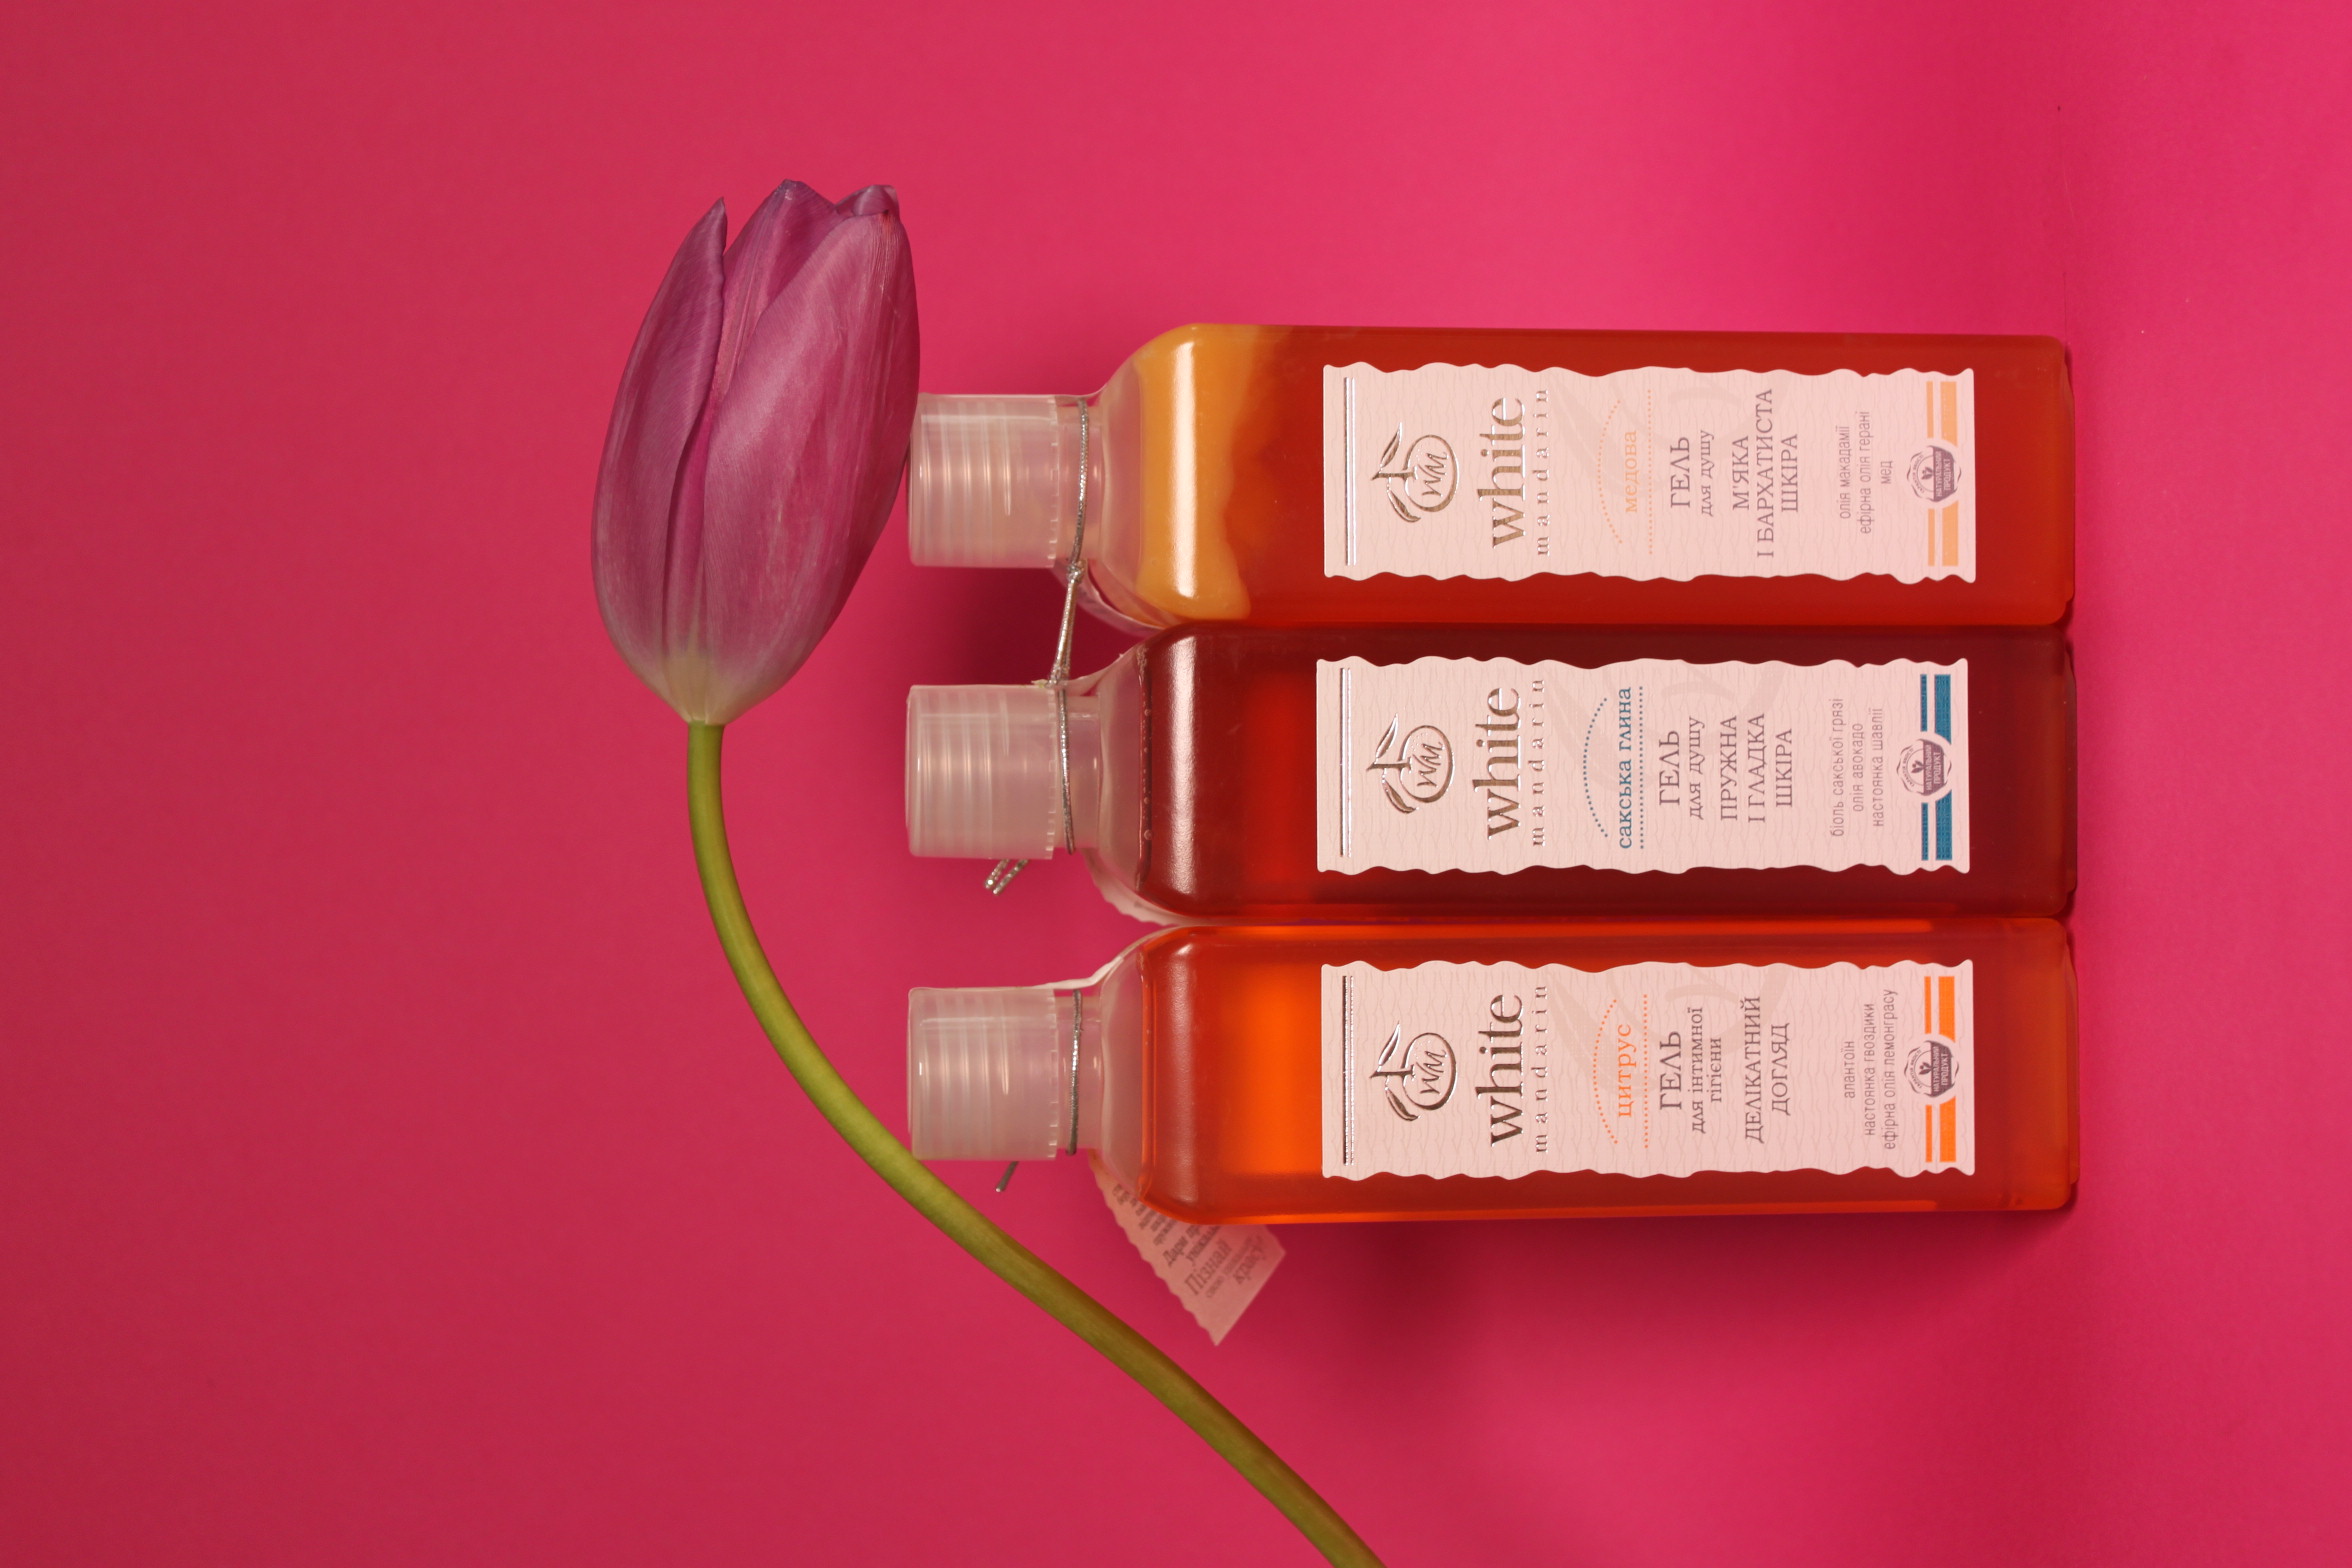 WM
white
mandarin
цитрус
ГЕЛЬ
для інтимної
гігієни
ДЕЛІКАТНИЙ
ДОГЛЯД
алантоїн
настоянка гвоздики
ефірна олія лемонграсу
НАТУРАЛЬНИЙ
ПРОДУКТ
WM
white
mandarin
сакська глина
ГЕЛЬ
для душу
ПРУЖНА
І ГЛАДКА
ШКІРА
біоль сакської грязі
олія авокадо
настоянка шавлії
НАТУРАЛЬНИЙ
ПРОДУКТ
WM
white
mandarin
медова
ГЕЛЬ
для душу
М'ЯКА
І БАРХАТИСТА
ШКІРА
олія макадамії
ефірна олія герані
мед
НАТУРАЛЬНИЙ
ПРОДУКТ
Пізнай